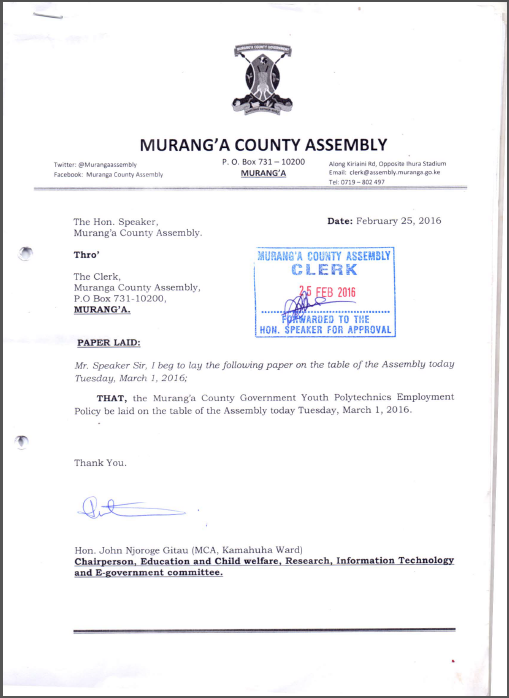 MURANG'A COUNTY GOVERNMENT
MURANG'A COUNTY ASSEMBLY
Twitter: @Murangaassembly
Facebook: Muranga County Assembly
P. O. Box 731 – 10200
MURANG'A
Along Kiriaini Rd, Opposite Ihura Stadium
Email: clerk@assembly.muranga.go.ke
Tel: 0719 – 802 497
The Hon. Speaker,
Murang'a County Assembly.
Date: February 25, 2016
Thro'
The Clerk,
Muranga County Assembly,
P.O Box 731-10200,
MURANG'A.
MURANG'A COUNTY ASSEMBLY
CLERK
25 FEB 2016
FORWARDED TO THE
HON. SPEAKER FOR APPROVAL
PAPER LAID:
Mr. Speaker Sir, I beg to lay the following paper on the table of the Assembly today
Tuesday, March 1, 2016;
THAT, the Murang'a County Government Youth Polytechnics Employment
Policy be laid on the table of the Assembly today Tuesday, March 1, 2016.
Thank You.
Hon. John Njoroge Gitau (MCA, Kamahuha Ward)
Chairperson, Education and Child welfare, Research, Information Technology
and E-government committee.